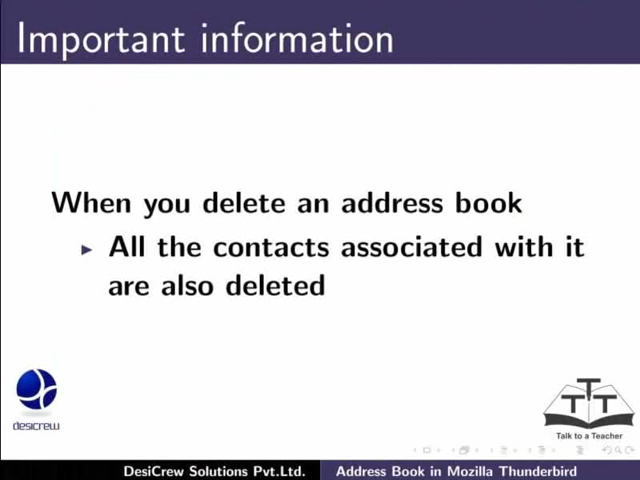 Important information
When you delete an address book
All the contacts associated with it
are also deleted
desicrew
TTT
Talk to a Teacher
DesiCrew Solutions Pvt.Ltd.
Address Book in Mozilla Thunderbird